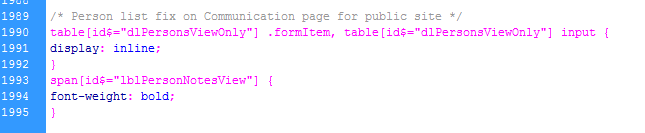 1989 /* Person list fix on Communication page for public site */
1990 table[id$="dlPersonsViewOnly"] .formItem, table[id$="dlPersonsViewOnly"] input {
1991 display: inline;
1992 }
1993 span[id$="lblPersonNotesView"] {
1994 font-weight: bold;
1995 }